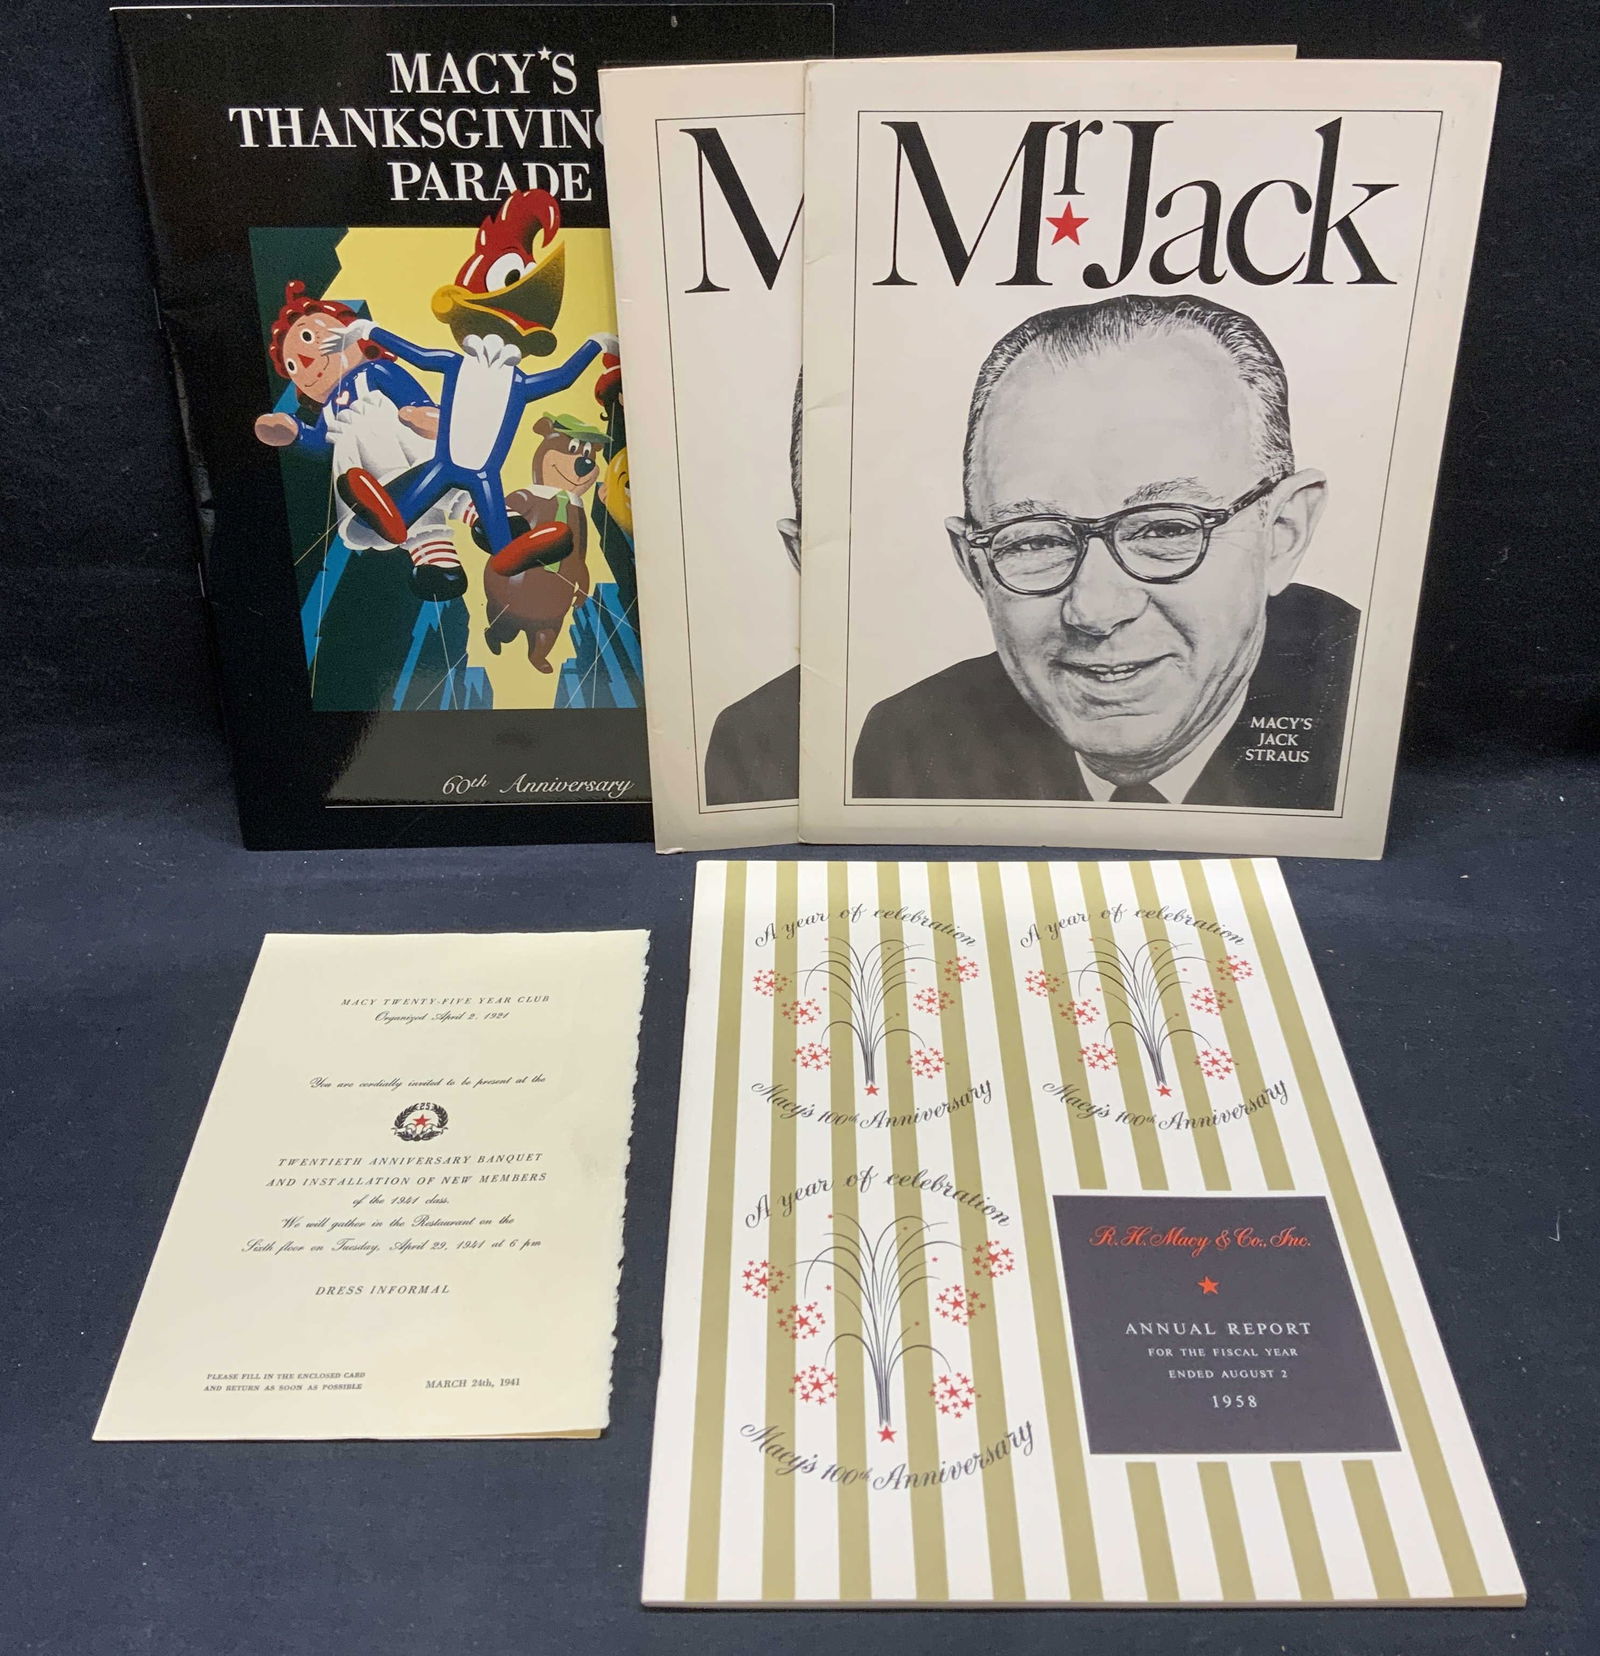 MACY★S
THANKSGIVING
PARADE
60th Anniversary
M
Mr★Jack
MACY'S
JACK
STRAUS
MACY TWENTY-FIVE YEAR CLUB
Organized April 2, 1921
You are cordially invited to be present at the
25
TWENTIETH ANNIVERSARY BANQUET
AND INSTALLATION OF NEW MEMBERS
of the 1941 class.
We will gather in the Restaurant on the
Sixth floor on Tuesday, April 29, 1941 at 6 pm
DRESS INFORMAL
PLEASE FILL IN THE ENCLOSED CARD
AND RETURN AS SOON AS POSSIBLE
MARCH 24th, 1941
A year of celebration
Macy's 100th Anniversary
A year of celebration
Macy's 100th Anniversary
A year of celebration
Macy's 100th Anniversary
R. H. Macy & Co., Inc.
★
ANNUAL REPORT
FOR THE FISCAL YEAR
ENDED AUGUST 2
1958